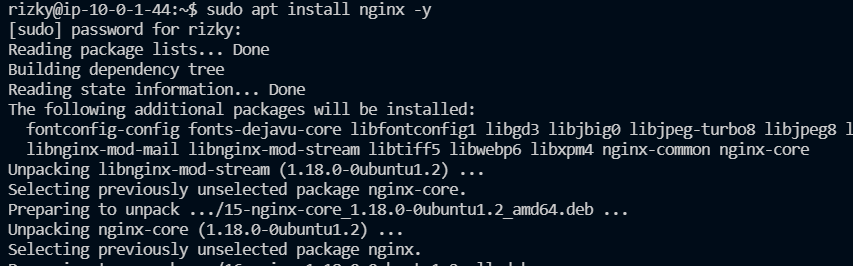 rizky@ip-10-0-1-44:~$ sudo apt install nginx -y
[sudo] password for rizky:
Reading package lists... Done
Building dependency tree
Reading state information... Done
The following additional packages will be installed:
  fontconfig-config fonts-dejavu-core libfontconfig1 libgd3 libjbig0 libjpeg-turbo8 libjpeg8 l
  libnginx-mod-mail libnginx-mod-stream libtiff5 libwebp6 libxpm4 nginx-common nginx-core
Unpacking libnginx-mod-stream (1.18.0-0ubuntu1.2) ...
Selecting previously unselected package nginx-core.
Preparing to unpack .../15-nginx-core_1.18.0-0ubuntu1.2_amd64.deb ...
Unpacking nginx-core (1.18.0-0ubuntu1.2) ...
Selecting previously unselected package nginx.